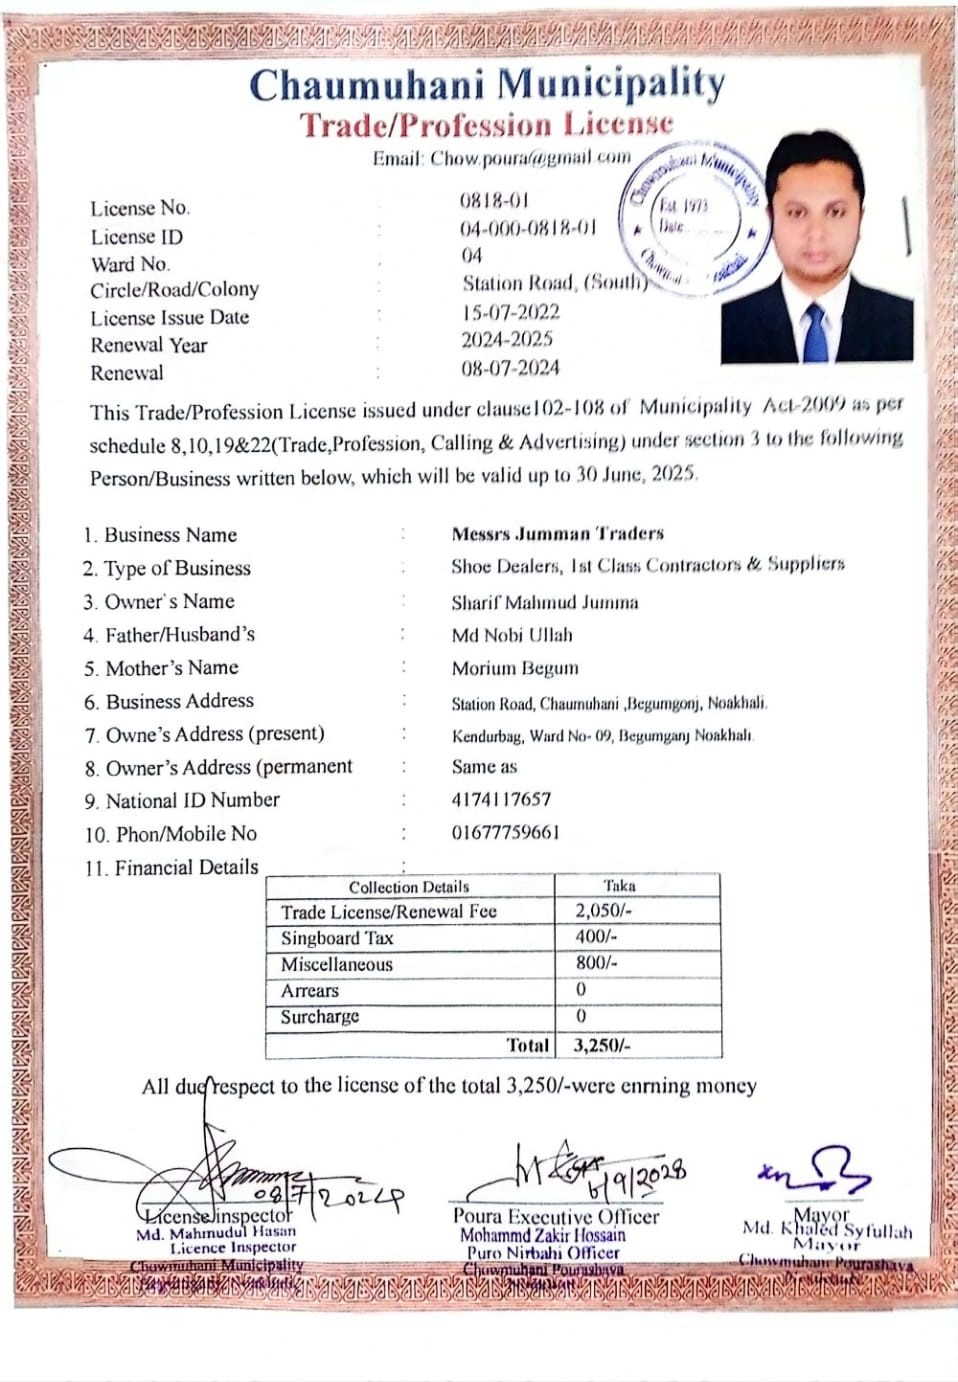 Chaumuhani Municipality
Trade/Profession License
Email: Chow.poura@gmail com
Chowmuhani Municipality
Est. 1973
Date
License No. 0818-01
License ID : 04-000-0818-01
Ward No. 04
Circle/Road/Colony : Station Road, (South)
License Issue Date : 15-07-2022
Renewal Year : 2024-2025
Renewal : 08-07-2024
This Trade/Profession License issued under clause102-108 of Municipality Act-2009 as per
schedule 8,10,19&22(Trade,Profession, Calling & Advertising) under section 3 to the following
Person/Business written below, which will be valid up to 30 June, 2025.
1. Business Name : Messrs Jumman Traders
2. Type of Business : Shoe Dealers, 1st Class Contractors & Suppliers
3. Owner`s Name : Sharif Mahmud Jumma
4. Father/Husband’s : Md Nobi Ullah
5. Mother’s Name : Morium Begum
6. Business Address : Station Road, Chaumuhani ,Begumgonj, Noakhali.
7. Owne’s Address (present) : Kendurbag, Ward No- 09, Begumganj Noakhali.
8. Owner’s Address (permanent : Same as
9. National ID Number : 4174117657
10. Phon/Mobile No : 01677759661
11. Financial Details :
Collection Details Taka
Trade License/Renewal Fee 2,050/-
Singboard Tax 400/-
Miscellaneous 800/-
Arrears 0
Surcharge 0
Total 3,250/-
All due respect to the license of the total 3,250/-were enrning money
08/7/2024
License inspector
Md. Mahmudul Hasan
Licence Inspector
Chowmuhani Municipality
Poura Executive Officer
Mohammd Zakir Hossain
Puro Nirbahi Officer
Chowmuhani Pourashava
Mayor
Md. Khaled Syfullah
Mayor
Chowmuhani Pourashava